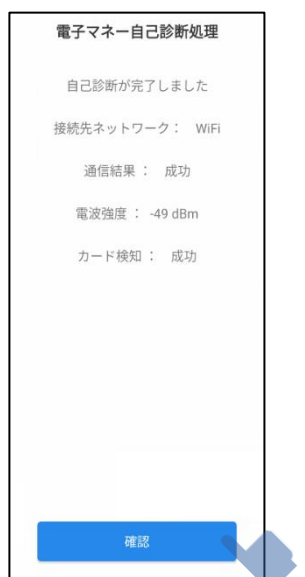 電子マネー自己診断処理
自己診断が完了しました
接続先ネットワーク： WiFi
通信結果 ： 成功
電波強度 ： -49 dBm
カード検知 ： 成功
確認